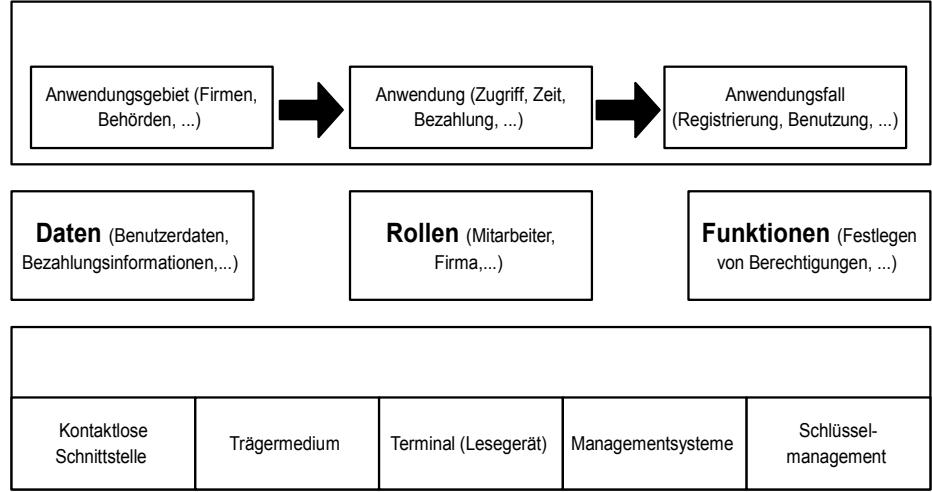 Anwendungsgebiet (Firmen,
Behörden, ...)
Anwendung (Zugriff, Zeit,
Bezahlung, ...)
Anwendungsfall
(Registrierung, Benutzung, ...)
Daten (Benutzerdaten,
Bezahlungsinformationen,...)
Rollen (Mitarbeiter,
Firma,...)
Funktionen (Festlegen
von Berechtigungen, ...)
Kontaktlose
Schnittstelle
Trägermedium
Terminal (Lesegerät)
Managementsysteme
Schlüssel-
management